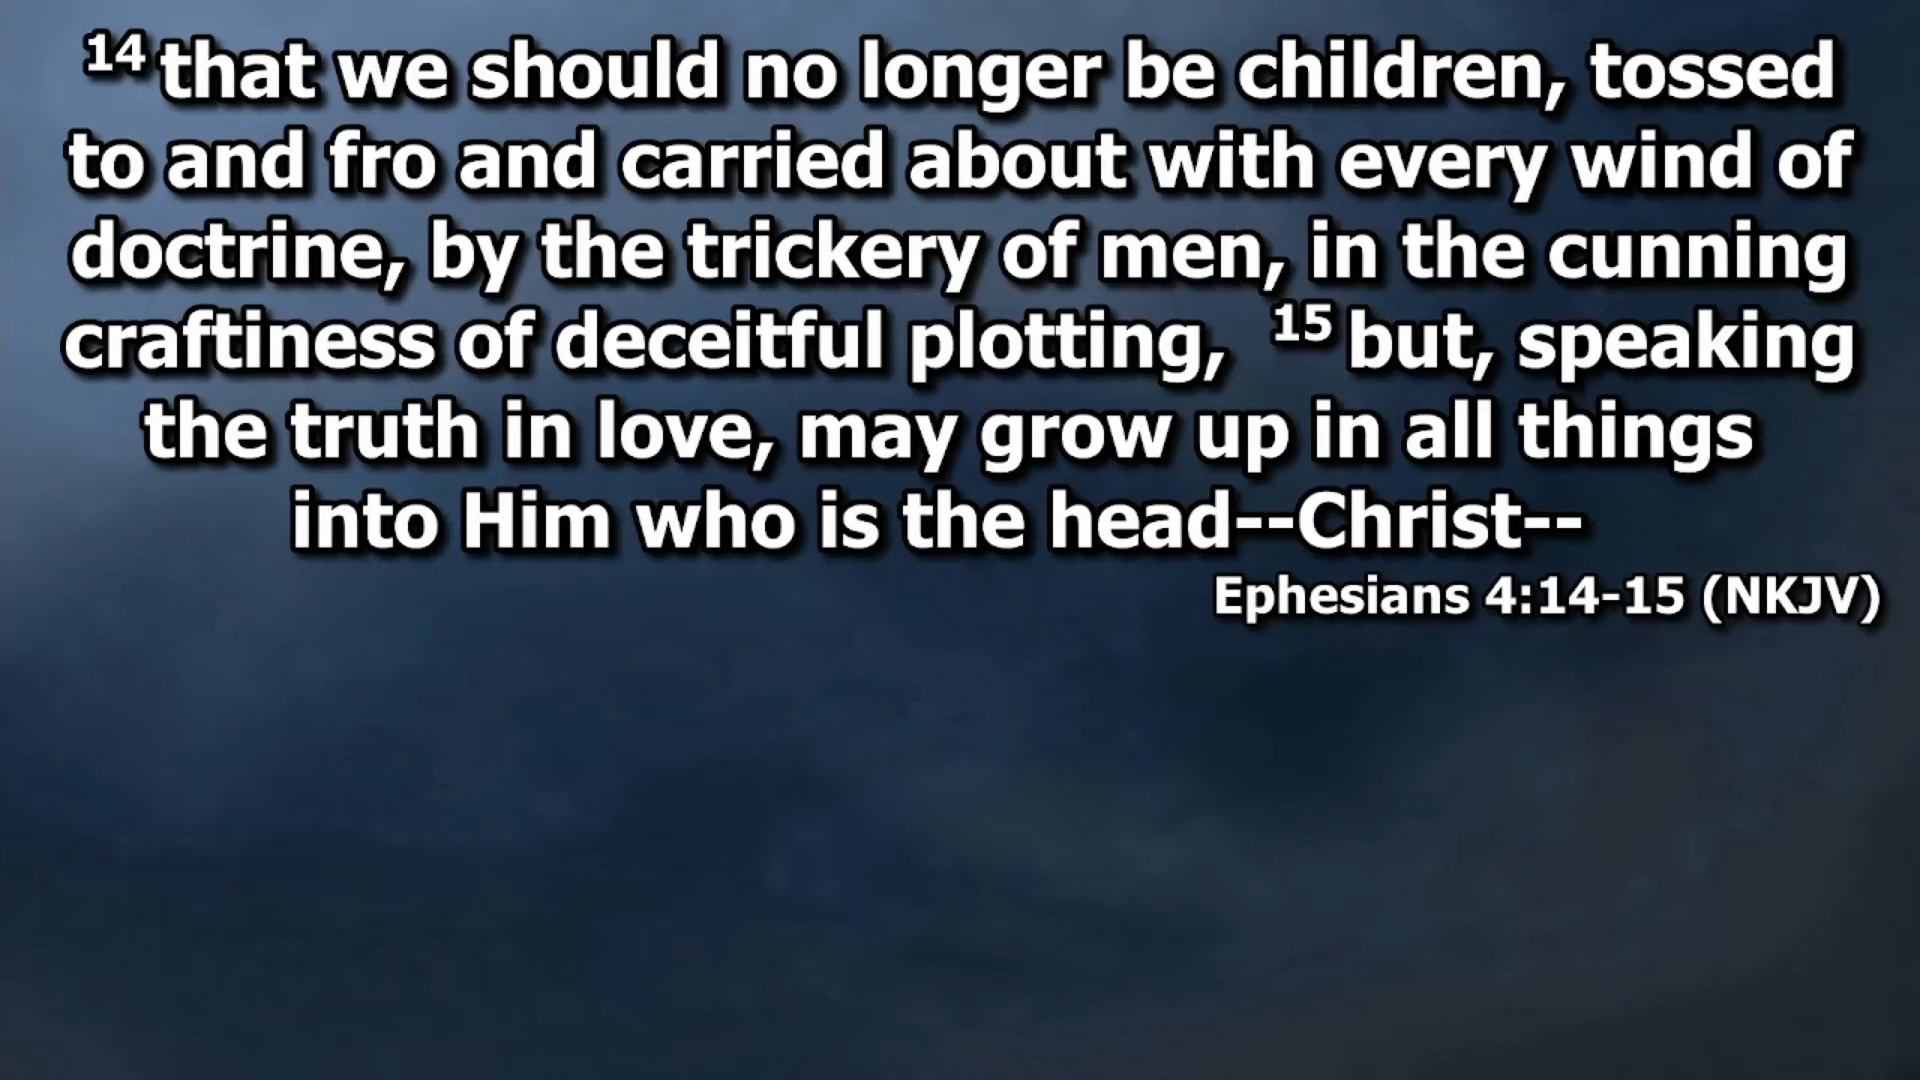 14 that we should no longer be children, tossed
to and fro and carried about with every wind of
doctrine, by the trickery of men, in the cunning
craftiness of deceitful plotting, 15 but, speaking
the truth in love, may grow up in all things
into Him who is the head--Christ--
Ephesians 4:14-15 (NKJV)